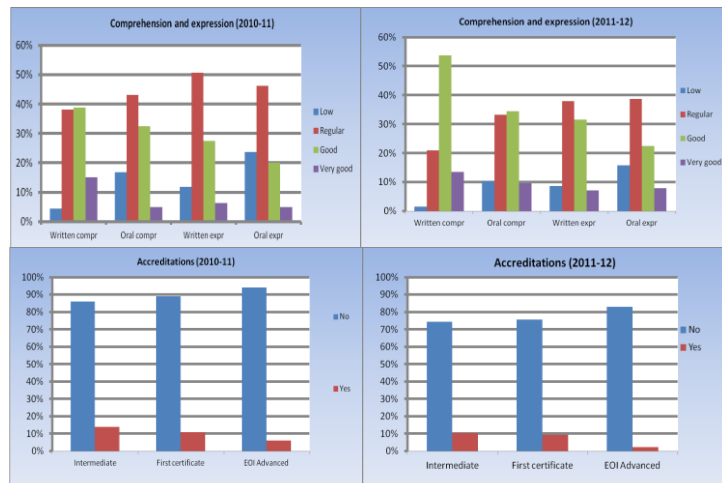 Comprehension and expression (2010-11)
60%
50%
40%
30%
20%
10%
0%
Written compr Oral compr Written expr Oral expr
Low
Regular
Good
Very good
Comprehension and expression (2011-12)
60%
50%
40%
30%
20%
10%
0%
Written compr Oral compr Written expr Oral expr
Low
Regular
Good
Very good
Accreditations (2010-11)
100%
90%
80%
70%
60%
50%
40%
30%
20%
10%
0%
Intermediate First certificate EOI Advanced
No
Yes
Accreditations (2011-12)
100%
90%
80%
70%
60%
50%
40%
30%
20%
10%
0%
Intermediate First certificate EOI Advanced
No
Yes